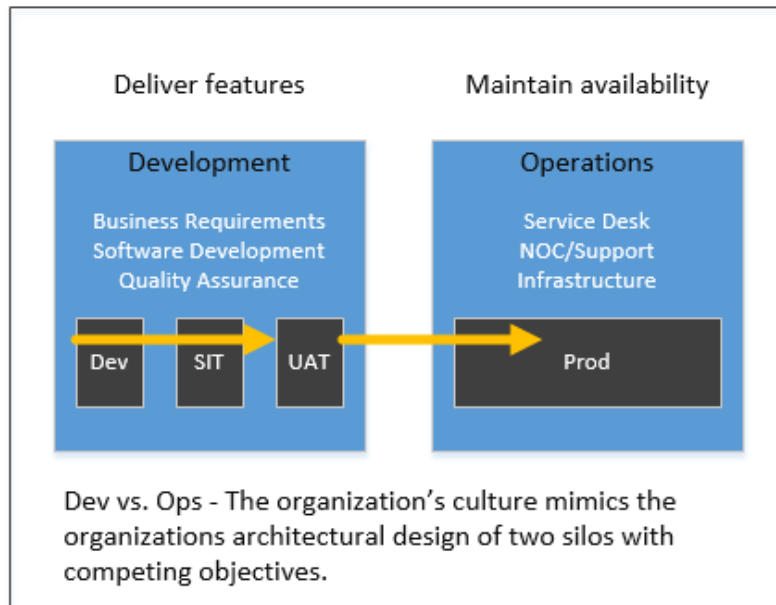 Deliver features
Maintain availability
Development
Business Requirements
Software Development
Quality Assurance
Dev
SIT
UAT
Operations
Service Desk
NOC/Support
Infrastructure
Prod
Dev vs. Ops - The organization's culture mimics the
organizations architectural design of two silos with
competing objectives.